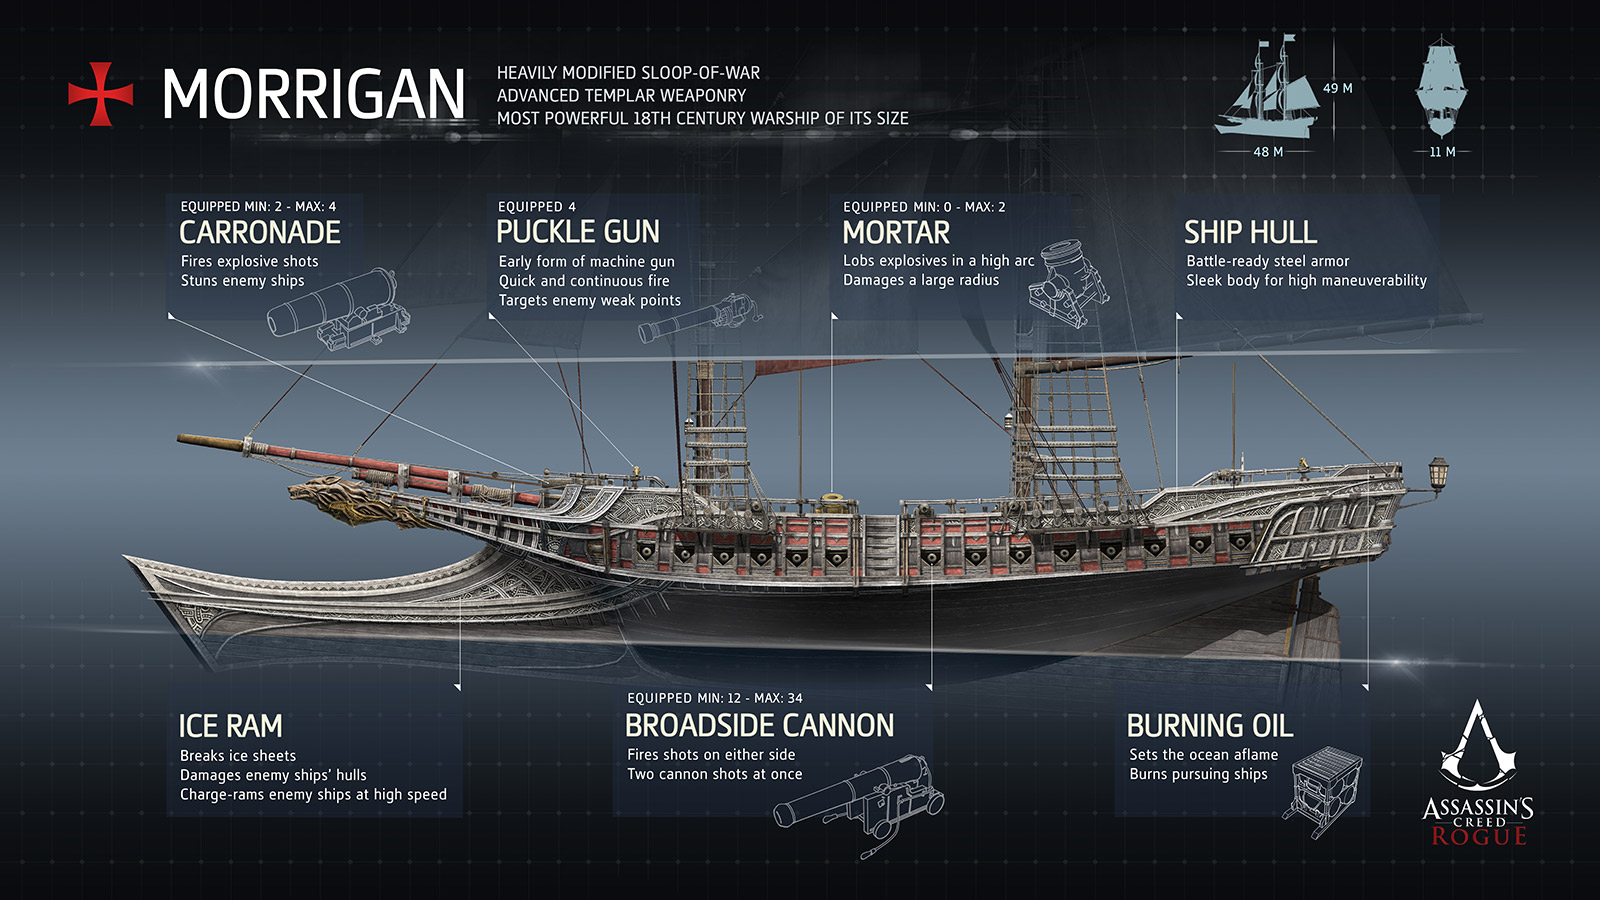 MORRIGAN
HEAVILY MODIFIED SLOOP-OF-WAR
ADVANCED TEMPLAR WEAPONRY
MOST POWERFUL 18TH CENTURY WARSHIP OF ITS SIZE
49 M
48 M
11 M
EQUIPPED MIN: 2 - MAX: 4
CARRONADE
Fires explosive shots
Stuns enemy ships
EQUIPPED 4
PUCKLE GUN
Early form of machine gun
Quick and continuous fire
Targets enemy weak points
EQUIPPED MIN: 0 - MAX: 2
MORTAR
Lobs explosives in a high arc
Damages a large radius
SHIP HULL
Battle-ready steel armor
Sleek body for high maneuverability
ICE RAM
Breaks ice sheets
Damages enemy ships' hulls
Charge-rams enemy ships at high speed
EQUIPPED MIN: 12 - MAX: 34
BROADSIDE CANNON
Fires shots on either side
Two cannon shots at once
BURNING OIL
Sets the ocean aflame
Burns pursuing ships
ASSASSIN'S
CREED
ROGUE